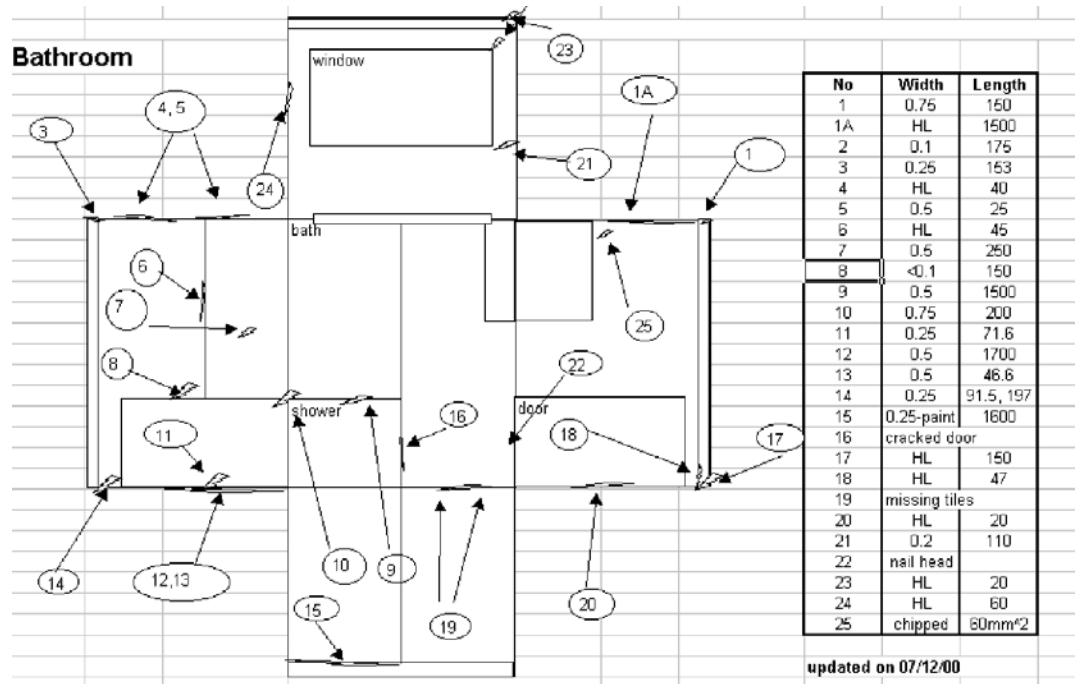 Bathroom
window
23
1A
4, 5
3
1
21
24
bath
6
7
25
8
22
shower
door
16
11
18
17
10
9
14
12,13
15
19
20
No Width Length
1 0.75 150
1A HL 1500
2 0.1 175
3 0.25 153
4 HL 40
5 0.5 25
6 HL 45
7 0.5 250
8 <0.1 150
9 0.5 1500
10 0.75 200
11 0.25 71.6
12 0.5 1700
13 0.5 46.6
14 0.25 91.5, 197
15 0.25-paint 1600
16 cracked door
17 HL 150
18 HL 47
19 missing tiles
20 HL 20
21 0.2 110
22 nail head
23 HL 20
24 HL 60
25 chipped 60mm^2
updated on 07/12/00